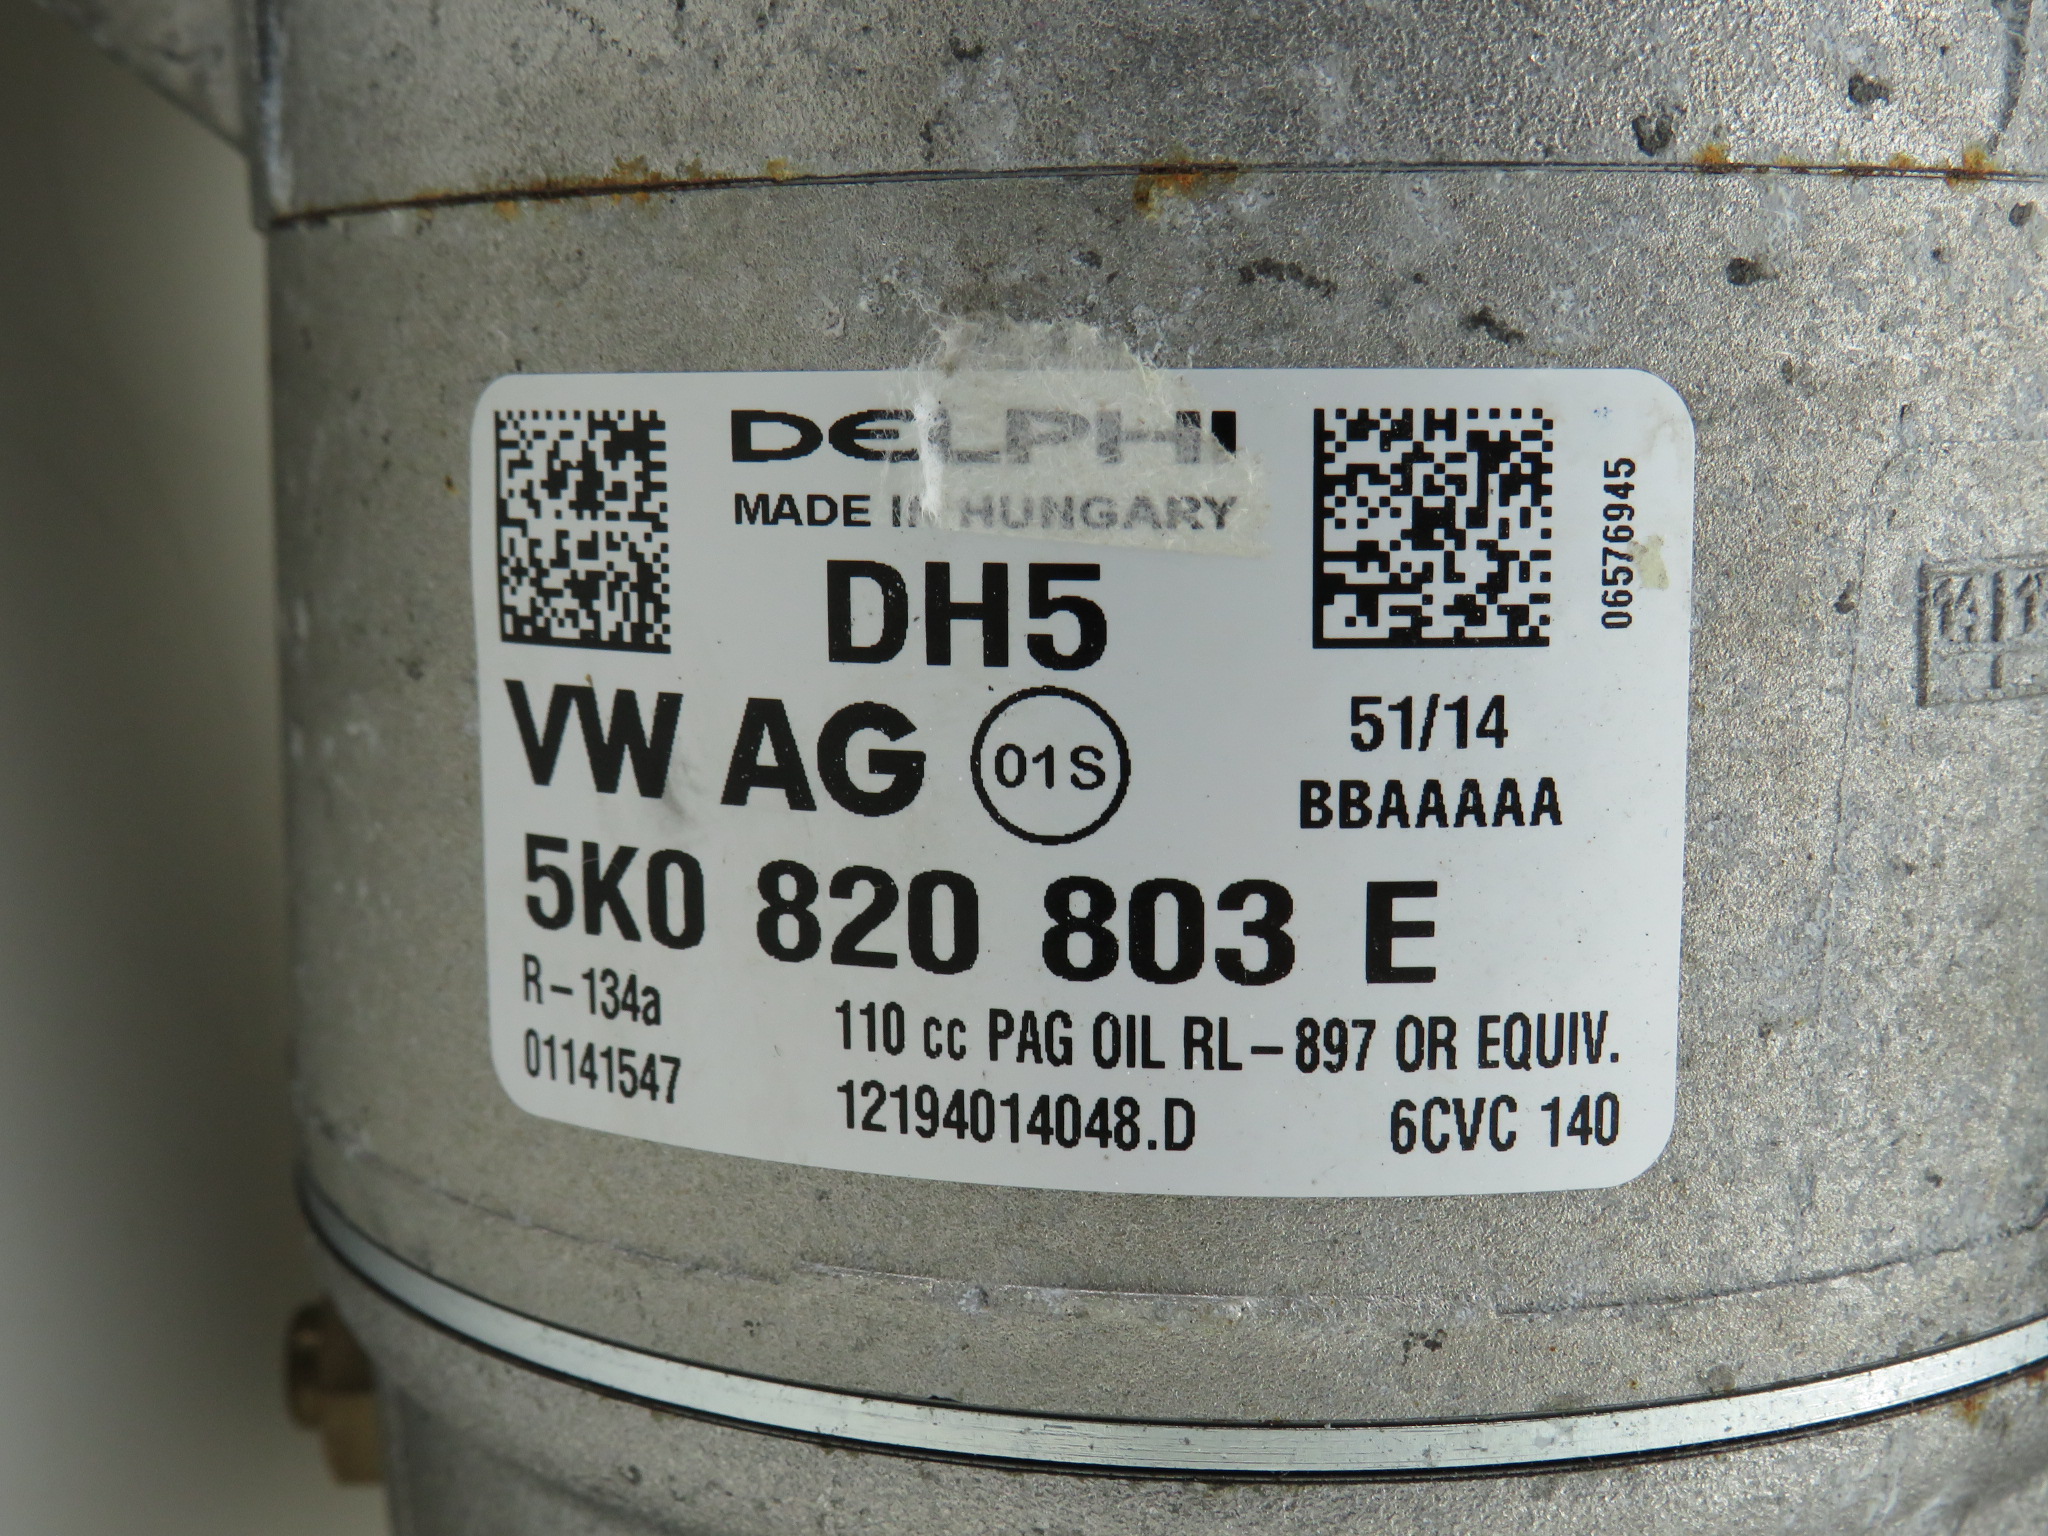 DELPHI
MADE IN HUNGARY
DH5
06576945
VW AG 01S
51/14
BBAAAAA
5K0 820 803 E
R-134a
110 cc PAG OIL RL-897 OR EQUIV.
01141547
12194014048.D
6CVC 140
14